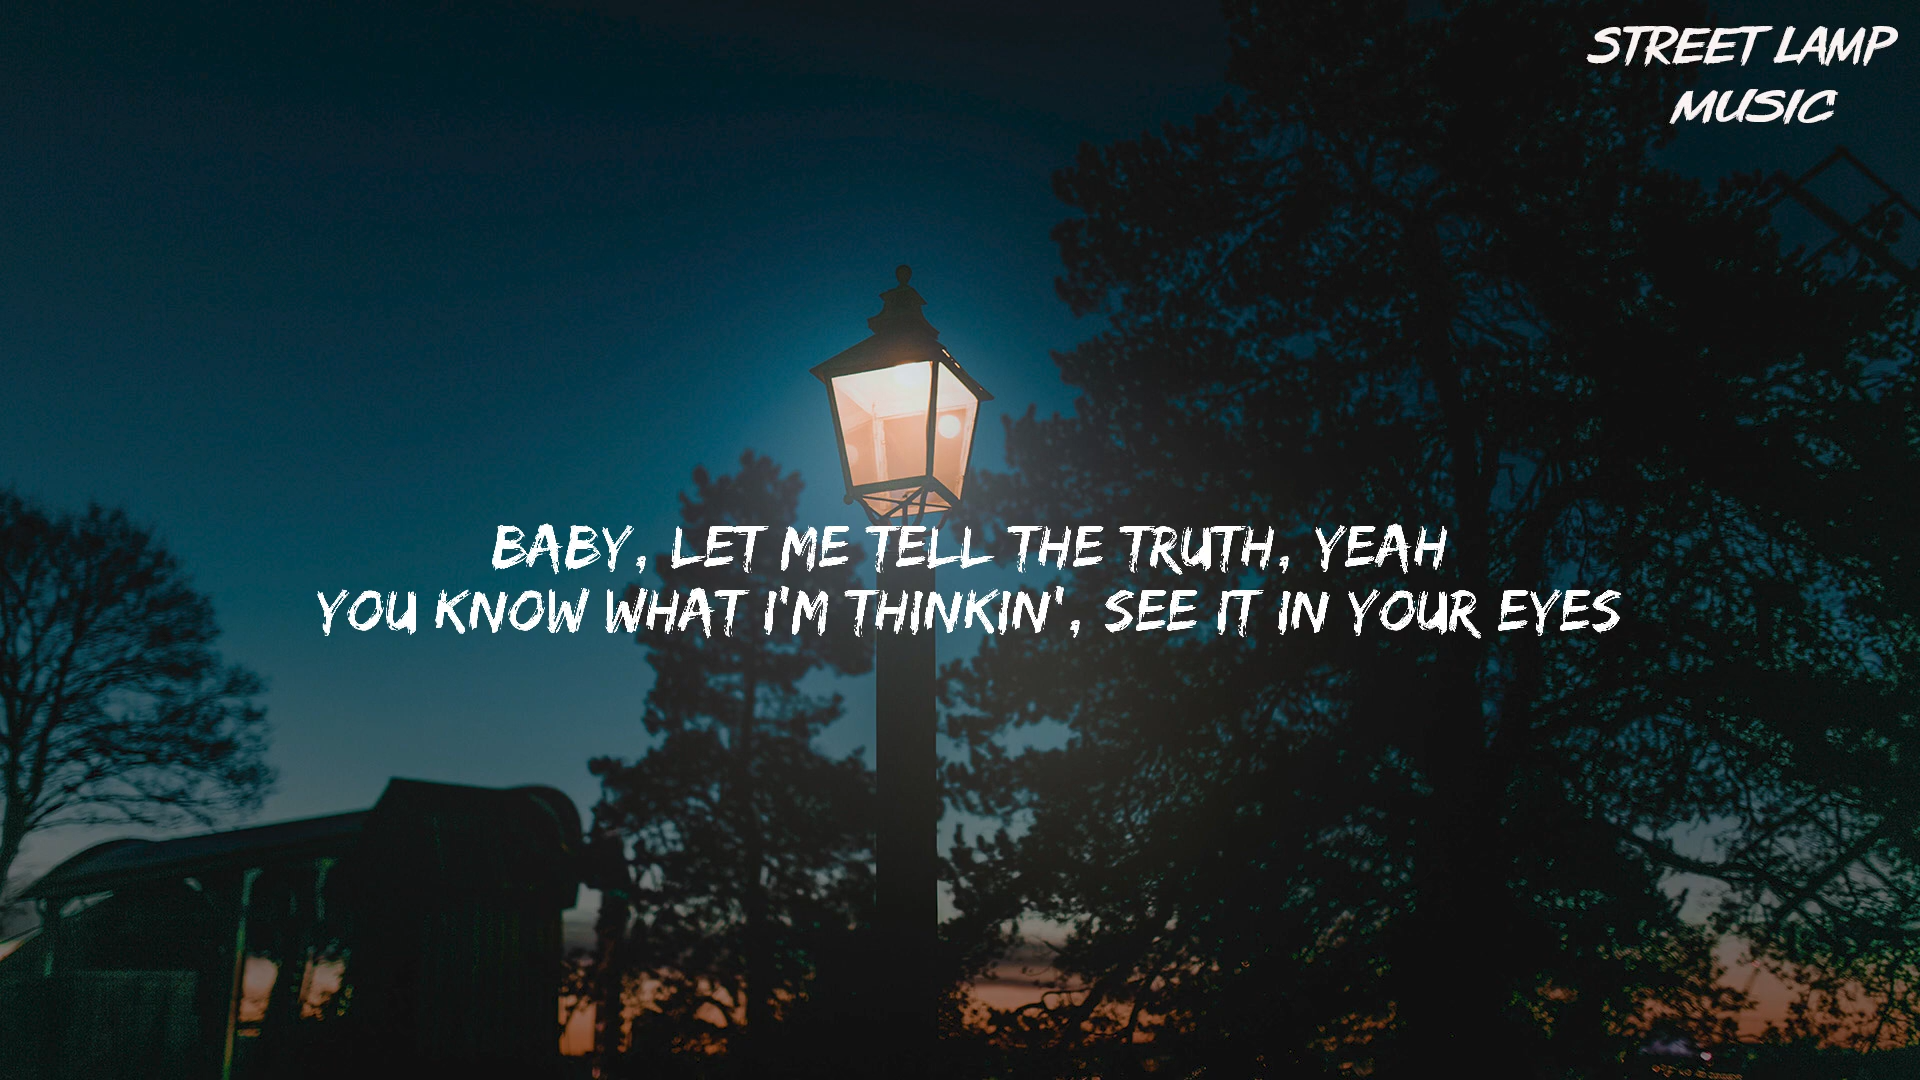 STREET LAMP
MUSIC
BABY, LET ME TELL THE TRUTH, YEAH
YOU KNOW WHAT I'M THINKIN', SEE IT IN YOUR EYES